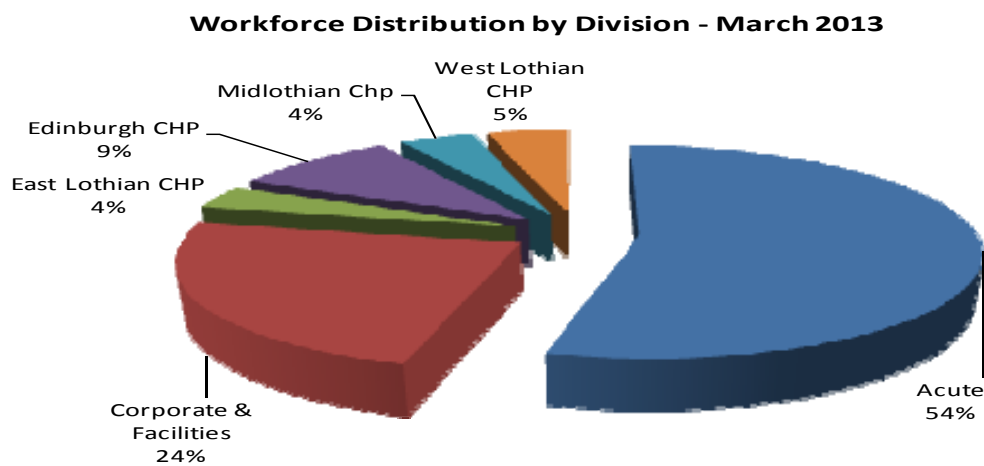 Workforce Distribution by Division - March 2013
West Lothian
CHP
5%
Midlothian Chp
4%
Edinburgh CHP
9%
East Lothian CHP
4%
Corporate &
Facilities
24%
Acute
54%